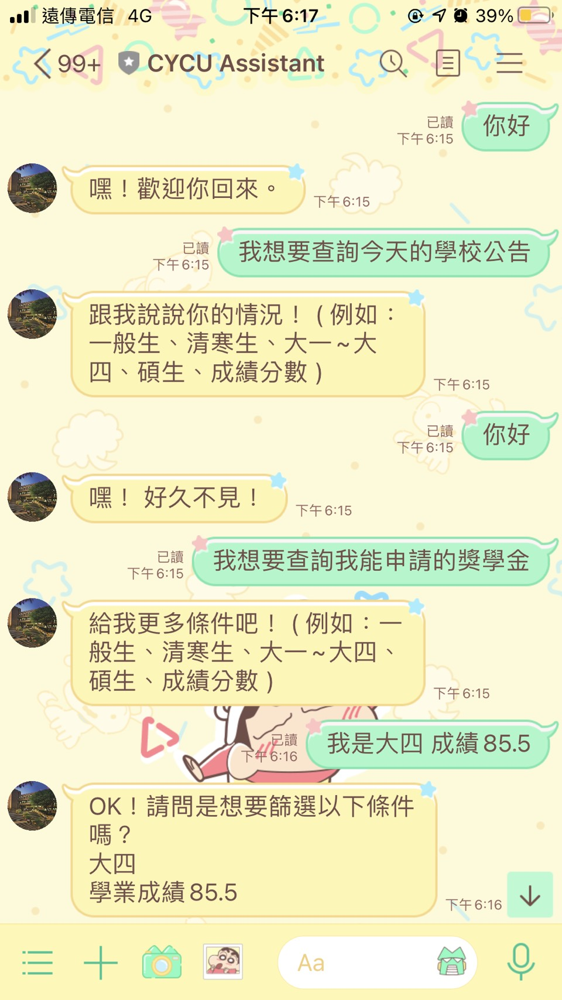 遠傳電信 4G 下午6:17 39%
99+ CYCU Assistant
已讀
下午6:15
你好
嘿！歡迎你回來。
下午6:15
已讀
下午6:15
我想要查詢今天的學校公告
跟我說說你的情況！（例如：
一般生、清寒生、大一~大
四、碩生、成績分數）
下午6:15
已讀
下午6:15
你好
嘿！ 好久不見！
下午6:15
已讀
下午6:15
我想要查詢我能申請的獎學金
給我更多條件吧！（例如：一
般生、清寒生、大一~大四、
碩生、成績分數）
下午6:15
已讀
下午6:16
我是大四 成績85.5
OK！請問是想要篩選以下條件
嗎？
大四
學業成績85.5
下午6:16
Aa